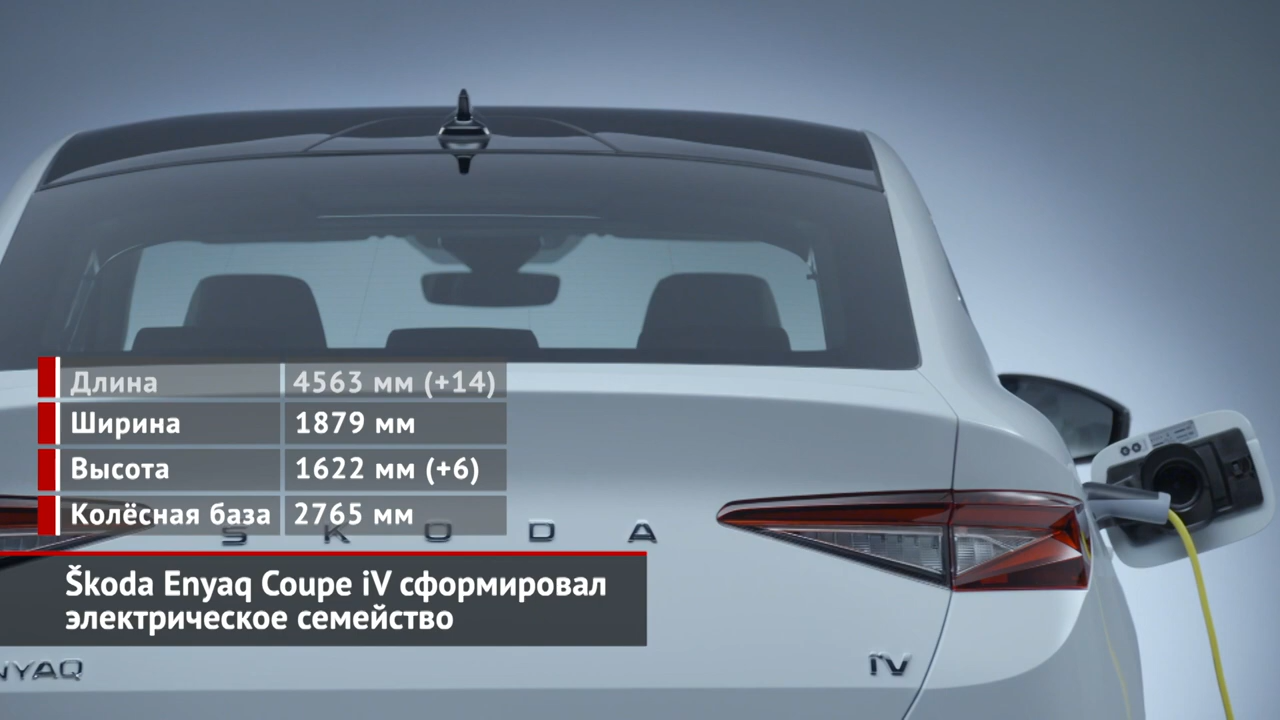 Длина 4563 мм (+14)
Ширина 1879 мм
Высота 1622 мм (+6)
Колёсная база 2765 мм
SKODA
Škoda Enyaq Coupe iV сформировал
электрическое семейство
NYAQ
iV